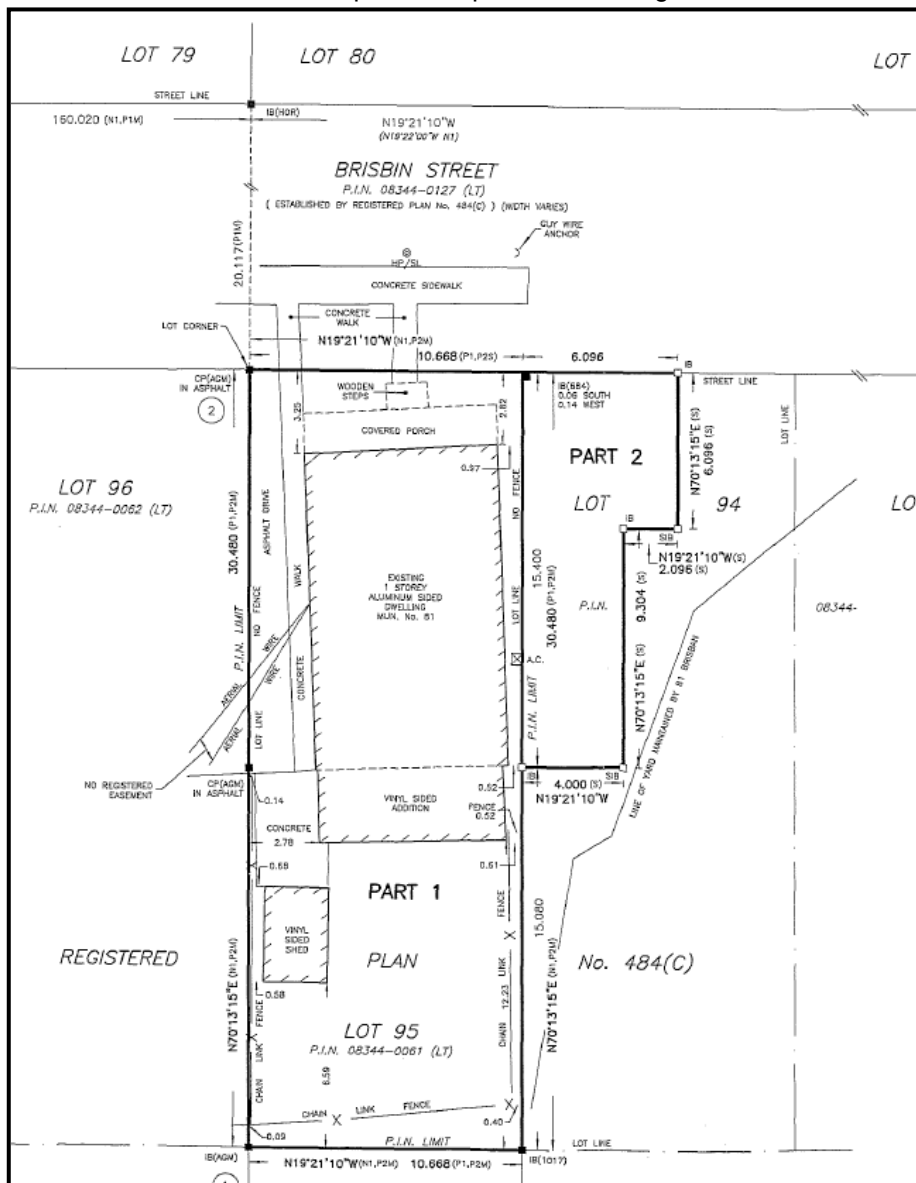 LOT 79
LOT 80
LOT
STREET LINE
160.020 (N1,P1M)
IB(HOR)
N19°21'10"W
(N19°22'00"W N1)
BRISBIN STREET
P.I.N. 08344-0127 (LT)
( ESTABLISHED BY REGISTERED PLAN No. 484(C) ) (WIDTH VARIES)
20.117(P1M)
GUY WIRE
ANCHOR
HP/SL
CONCRETE SIDEWALK
CONCRETE
WALK
LOT CORNER
N19°21'10"W (N1,P2M)
10.668 (P1,P2S)
6.096
IB
CP(AGM)
IN ASPHALT
2
WOODEN
STEPS
IB(684)
0.06 SOUTH
0.14 WEST
STREET LINE
3.25
2.82
COVERED PORCH
0.97
PART 2
N70°13'15"E (S)
6.096 (S)
LOT LINE
LOT 96
P.I.N. 08344-0062 (LT)
LOT
94
LO
IB
SIB
N19°21'10"W(S)
2.096 (S)
30.480 (P1,P2M)
P.I.N. LIMIT
NO FENCE
LOT LINE
ASPHALT DRIVE
WALK
CONCRETE
EXISTING
1 STOREY
ALUMINUM SIDED
DWELLING
MUN. No. 61
NO FENCE
LOT LINE
15.400
30.480 (P1,P2M)
P.I.N. LIMIT
P.I.N.
9.304 (S)
N70°13'15"E (S)
08344-
A.C.
AERIAL WIRE
AERIAL WIRE
LINE OF YARD MAINTAINED BY 81 BRISBAN
NO REGISTERED
EASEMENT
CP(AGM)
IN ASPHALT
0.14
VINYL SIDED
ADDITION
0.52
FENCE
0.52
IB
SIB
4.000 (S)
N19°21'10"W
CONCRETE
2.78
0.68
0.61
PART 1
VINYL
SIDED
SHED
FENCE
15.080
REGISTERED
PLAN
No. 484(C)
N70°13'15"E (N1,P2M)
0.58
CHAIN LINK FENCE
CHAIN LINK
12.23
N70°13'15"E (N1,P2M)
LOT 95
P.I.N. 08344-0061 (LT)
6.59
CHAIN LINK FENCE
0.40
0.09
P.I.N. LIMIT
LOT LINE
IB(AGM)
IB(1017)
N19°21'10"W(N1,P2M)
10.668 (P1,P2M)